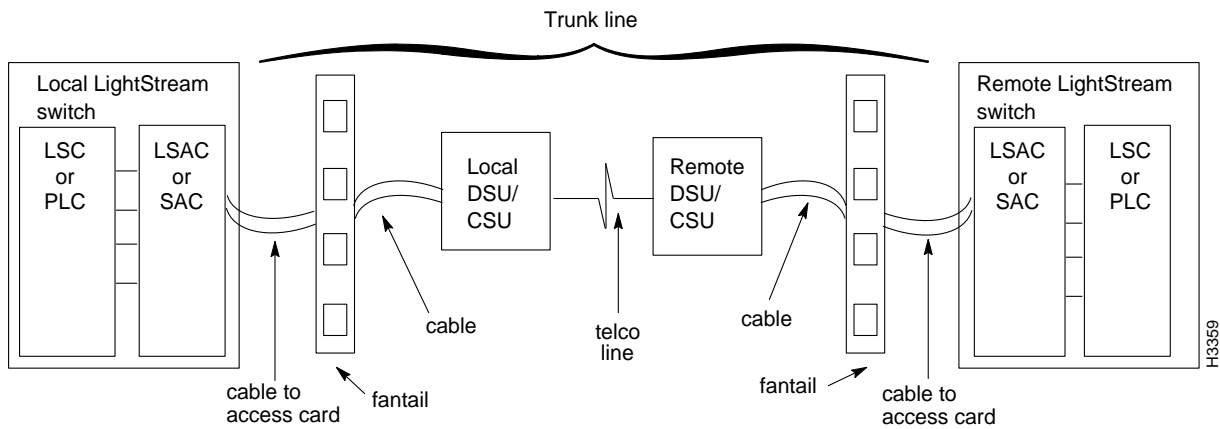 Trunk line
Local LightStream
switch
LSC
or
PLC
LSAC
or
SAC
Local
DSU/
CSU
Remote
DSU/
CSU
Remote LightStream
switch
LSAC
or
SAC
LSC
or
PLC
cable to
access card
fantail
cable
telco
line
cable
fantail
cable to
access card
H3359